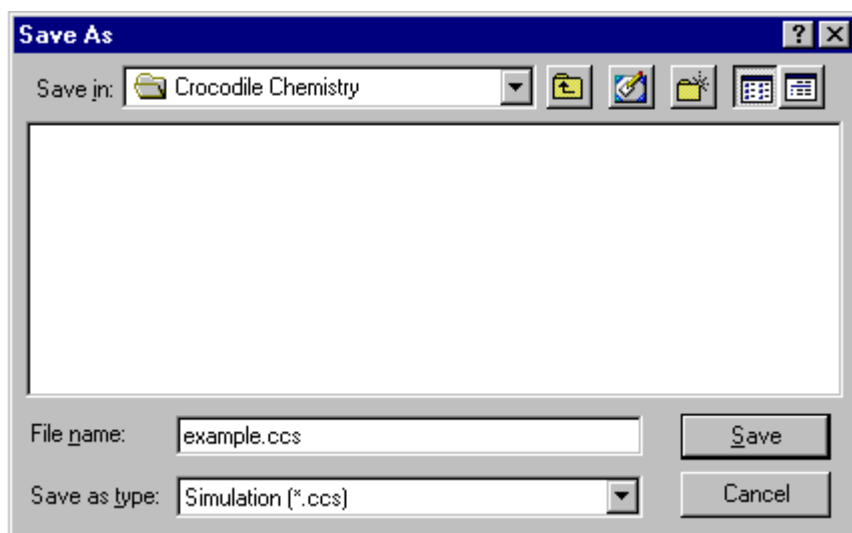 Save As
Save in: Crocodile Chemistry
File name: example.ccs Save
Save as type: Simulation (*.ccs) Cancel